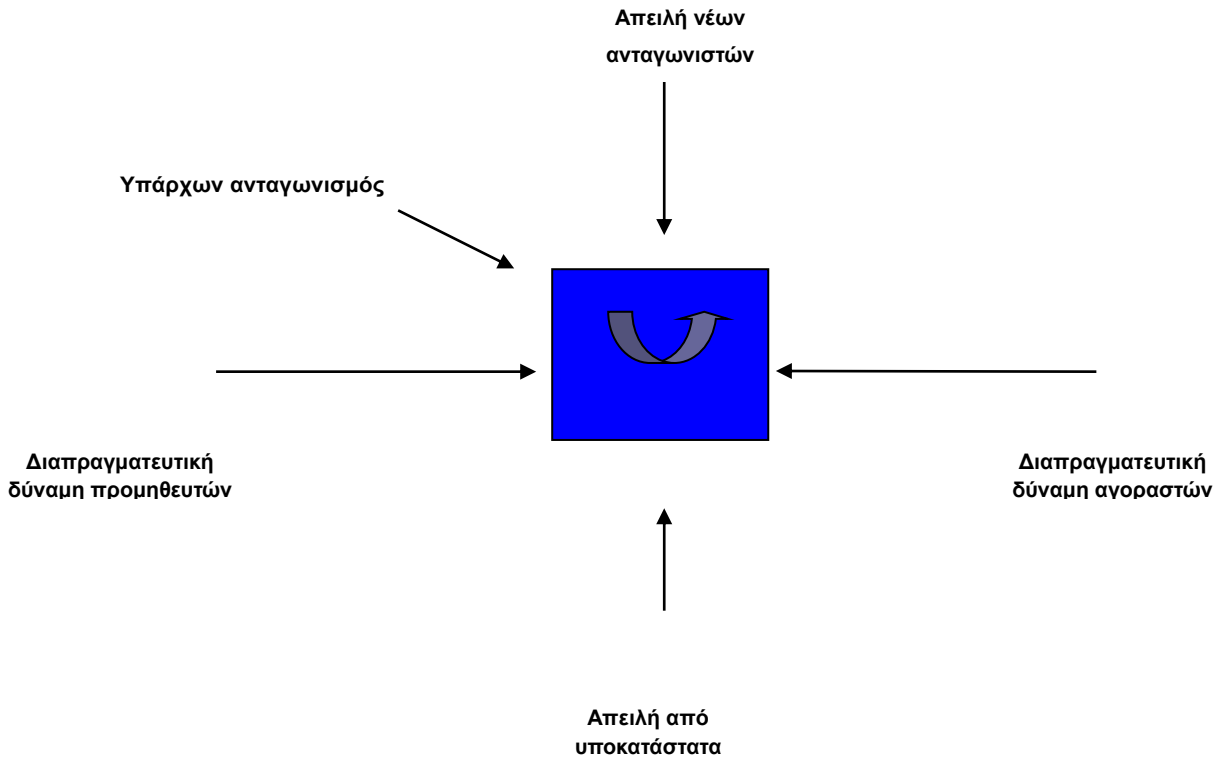 Απειλή νέων
ανταγωνιστών
Υπάρχων ανταγωνισμός
Διαπραγματευτική
δύναμη προμηθευτών
Διαπραγματευτική
δύναμη αγοραστών
Απειλή από
υποκατάστατα